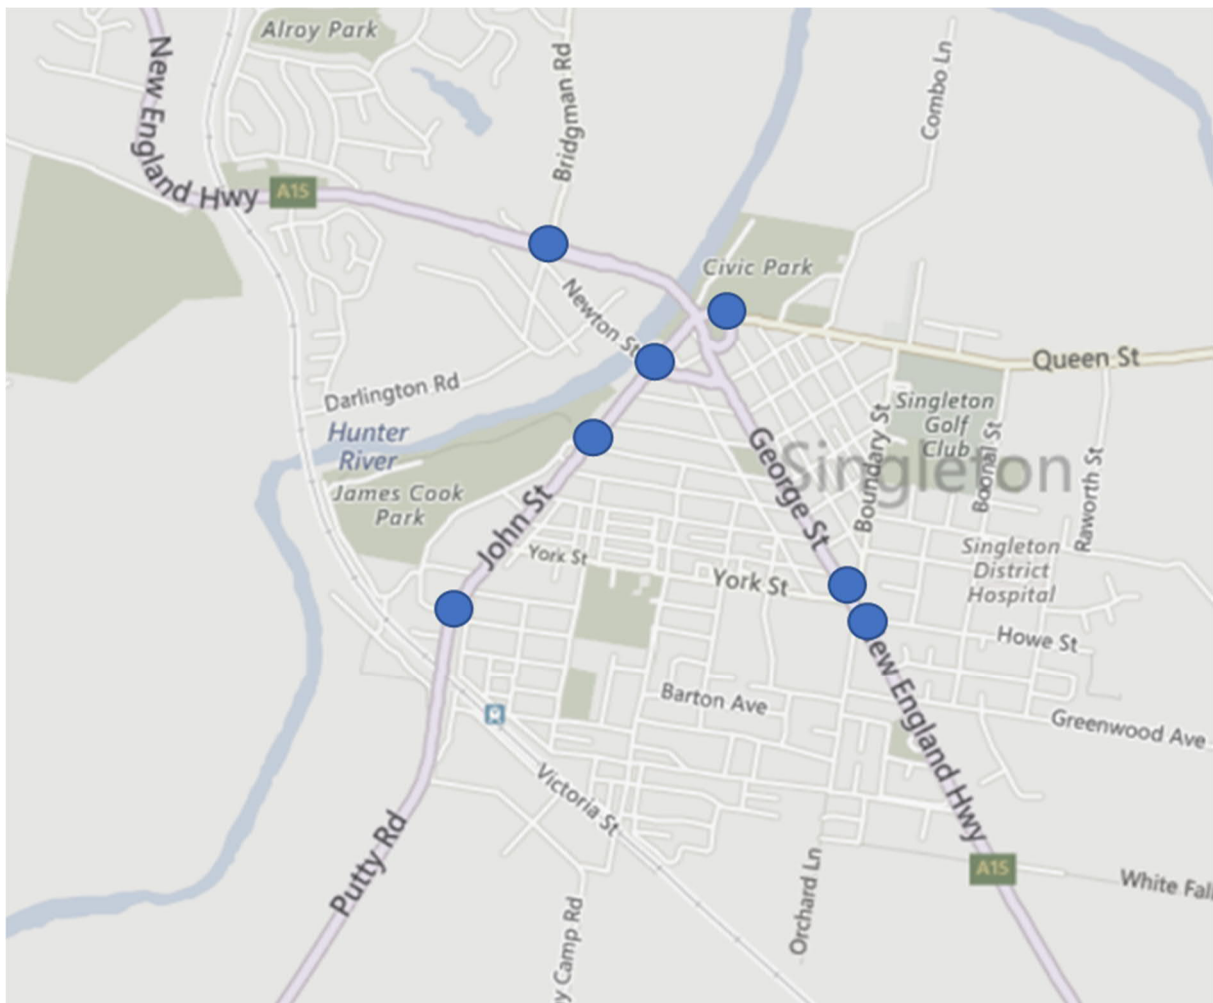 Alroy Park
New England Hwy
A15
Bridgman Rd
Combo Ln
Civic Park
Newton St
Queen St
Darlington Rd
Hunter
River
James Cook
Park
John St
York St
York St
George St
Singleton
Boundary St
Singleton
Golf
Club
Boonal St
Raworth St
Singleton
District
Hospital
Howe St
ew England Hwy
Barton Ave
Greenwood Ave
Victoria St
Putty Rd
A15
White Fal
Orchard Ln
y Camp Rd